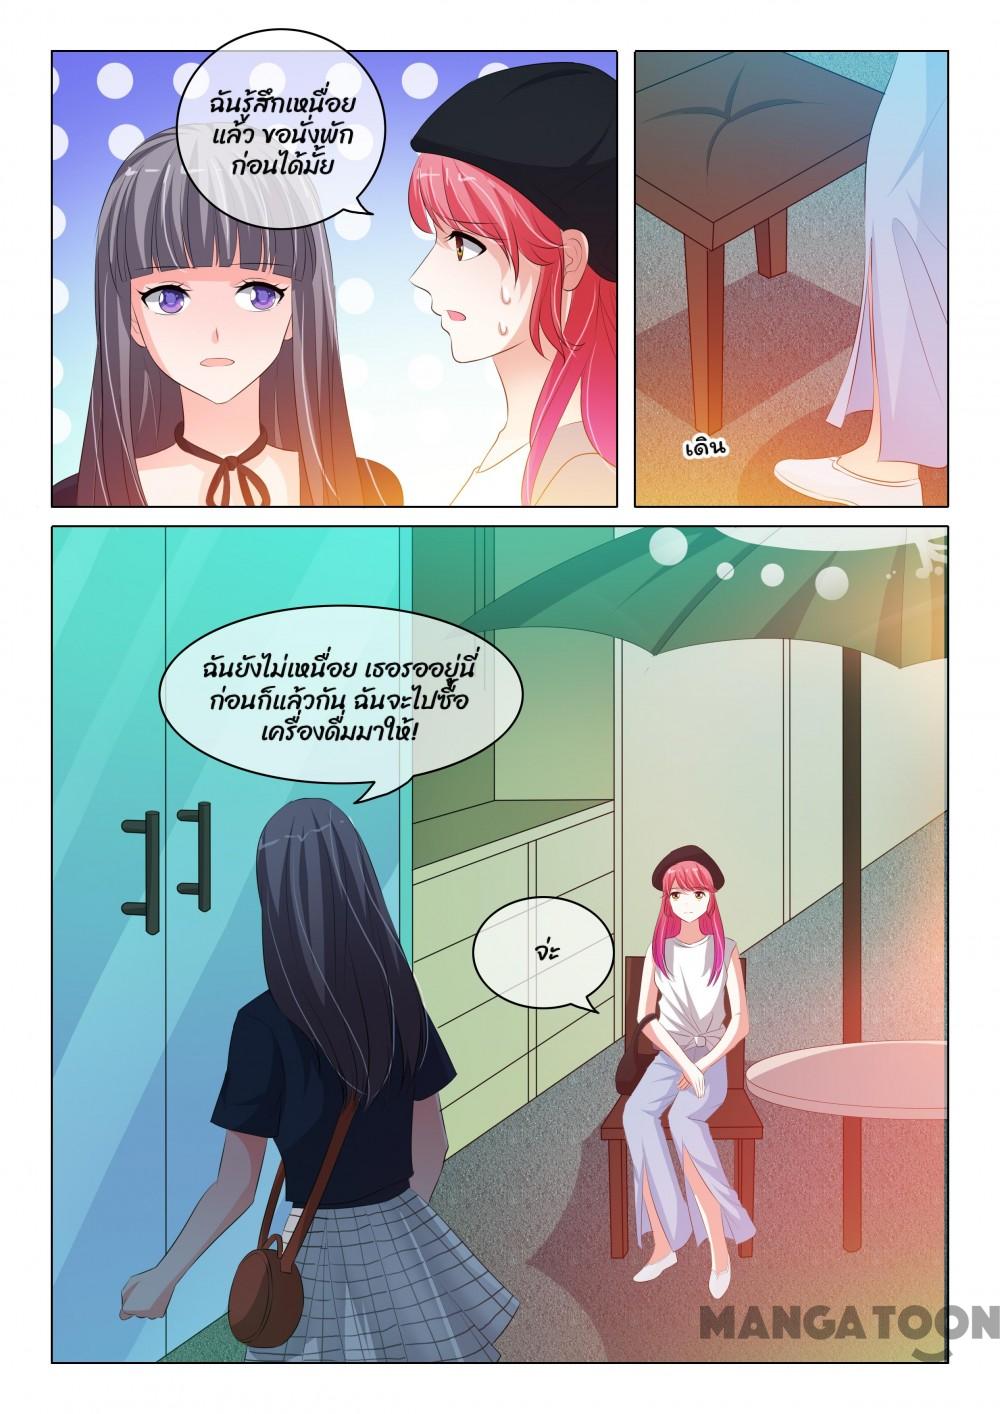 ฉันรู้สึกเหนื่อย
แล้ว ขอนั่งพัก
ก่อนได้มั้ย
เดิน
ฉันยังไม่เหนื่อย เธอรออยู่นี่
ก่อนก็แล้วกัน ฉันจะไปซื้อ
เครื่องดื่มมาให้!
จ่ะ
MANGATOON